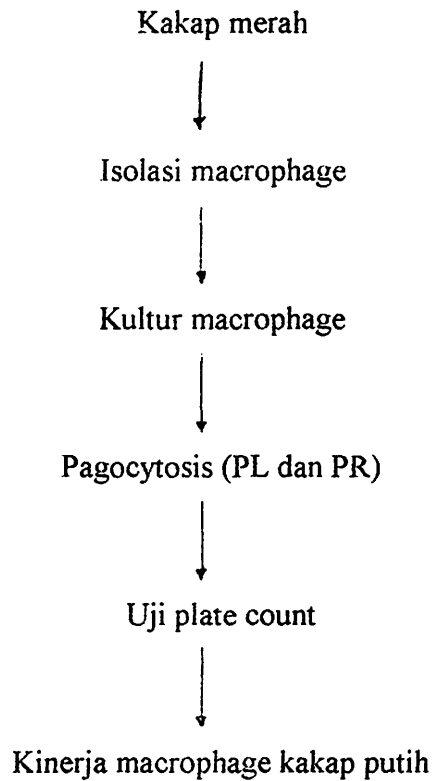 Kakap merah
Isolasi macrophage
Kultur macrophage
Pagocytosis (PL dan PR)
Uji plate count
Kinerja macrophage kakap putih